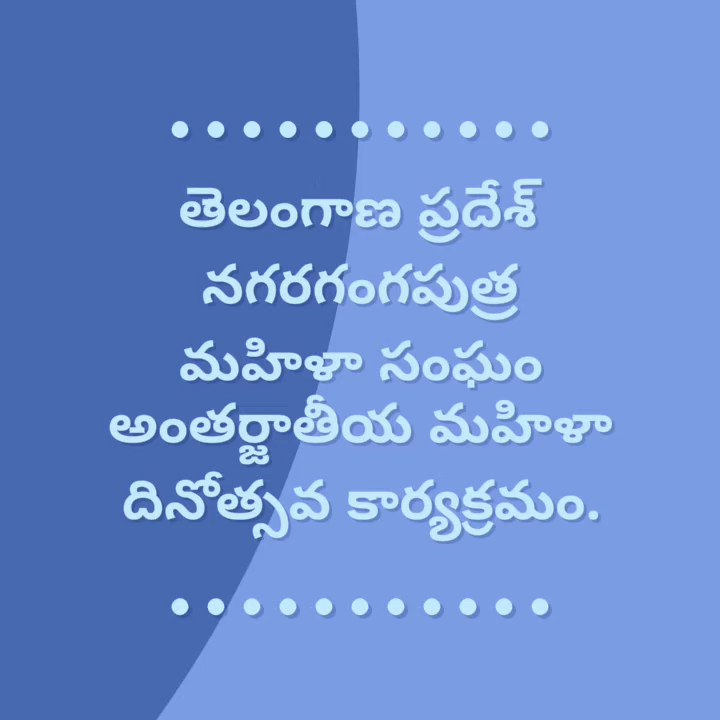 తెలంగాణ ప్రదేశ్
నగరగంగపుత్ర
మహిళా సంఘం
అంతర్జాతీయ మహిళా
దినోత్సవ కార్యక్రమం.